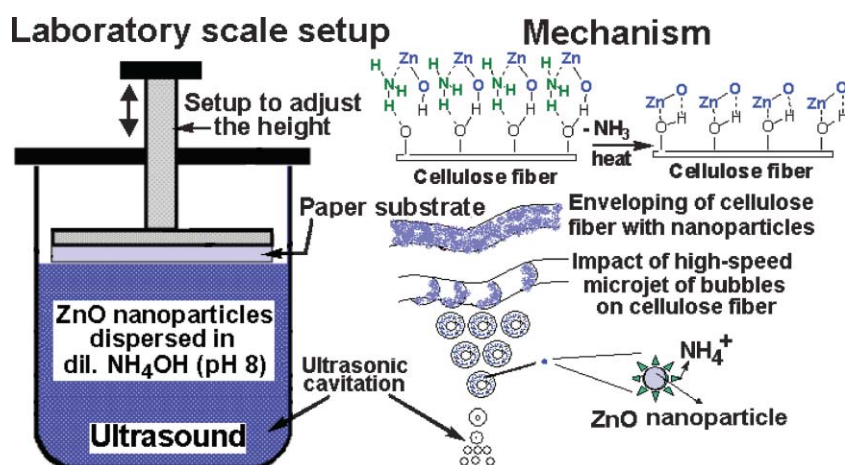 Laboratory scale setup
Setup to adjust
the height
Paper substrate
ZnO nanoparticles
dispersed in
dil. NH₄OH (pH 8)
Ultrasonic
cavitation
Ultrasound
Mechanism
H Zn H Zn H Zn H Zn
N O N O N O N O
H H H H H H H H
H H H H
O O O O
Cellulose fiber
- NH₃
heat
O O O O
Zn Zn Zn Zn
H H H H
O O O O
Cellulose fiber
Enveloping of cellulose
fiber with nanoparticles
Impact of high-speed
microjet of bubbles
on cellulose fiber
NH₄⁺
ZnO nanoparticle